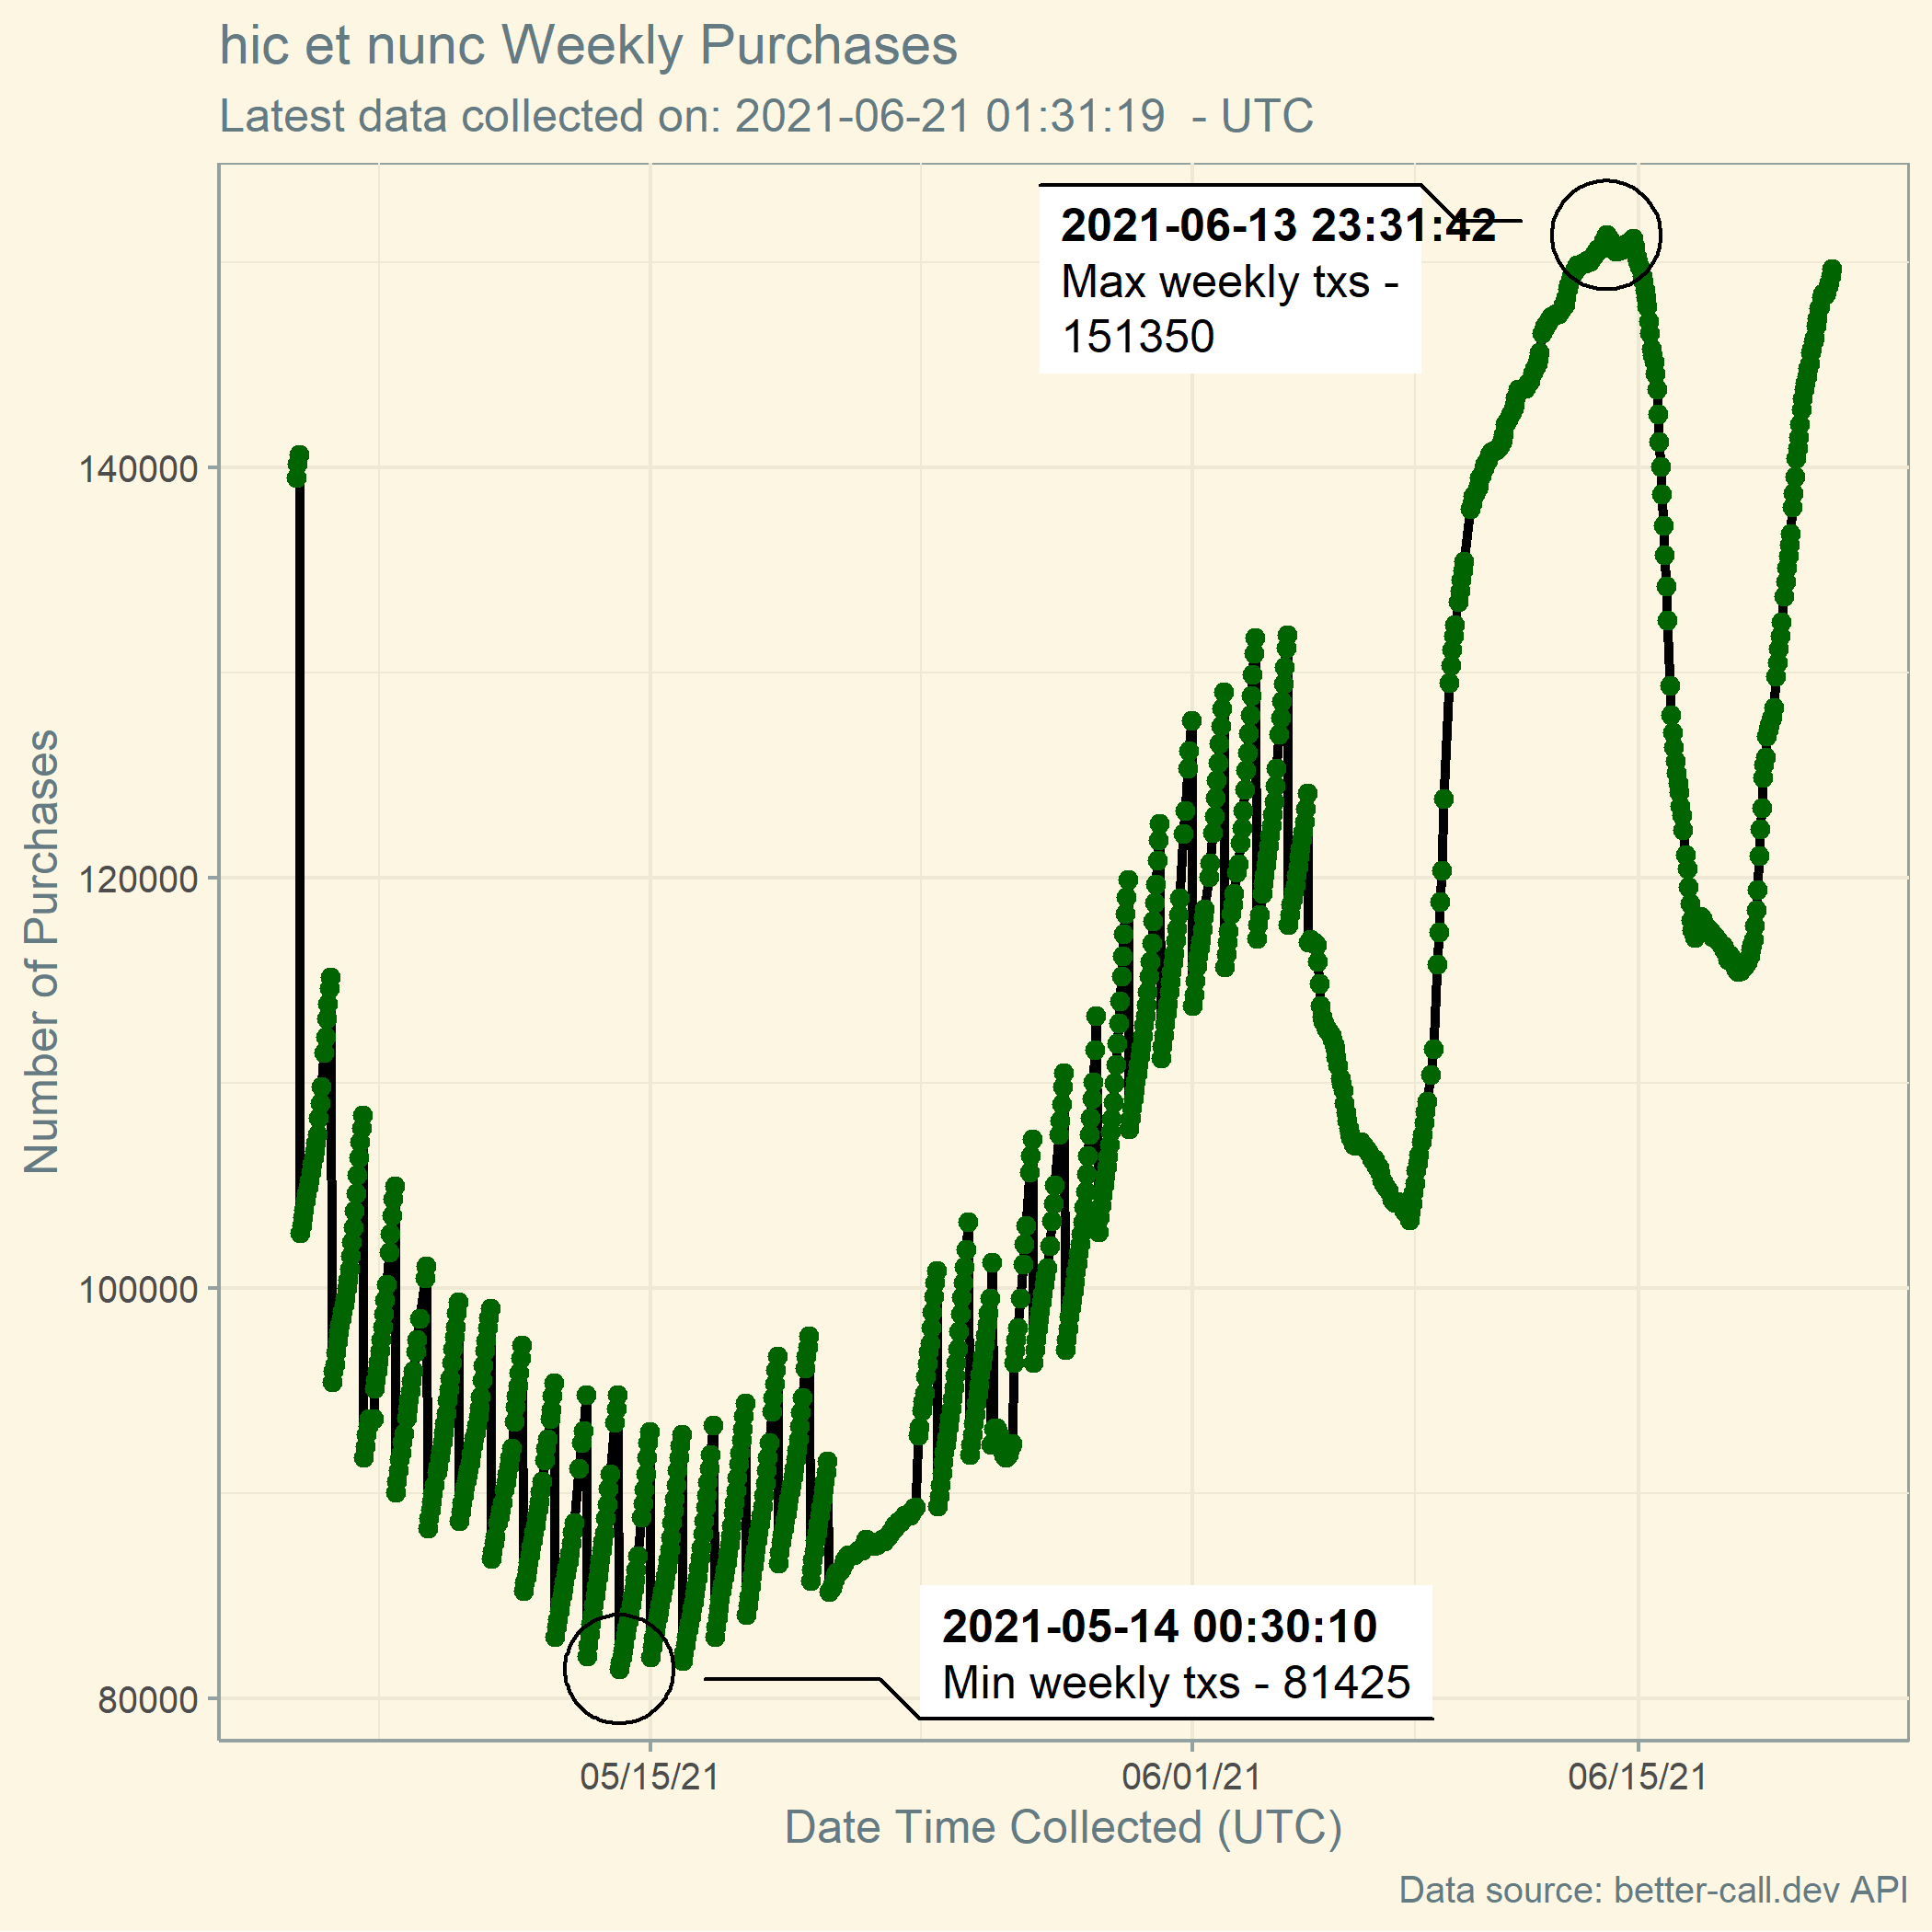 hic et nunc Weekly Purchases
Latest data collected on: 2021-06-21 01:31:19 - UTC
2021-06-13 23:31:42
Max weekly txs -
151350
140000
120000
100000
80000
Number of Purchases
2021-05-14 00:30:10
Min weekly txs - 81425
05/15/21 06/01/21 06/15/21
Date Time Collected (UTC)
Data source: better-call.dev API